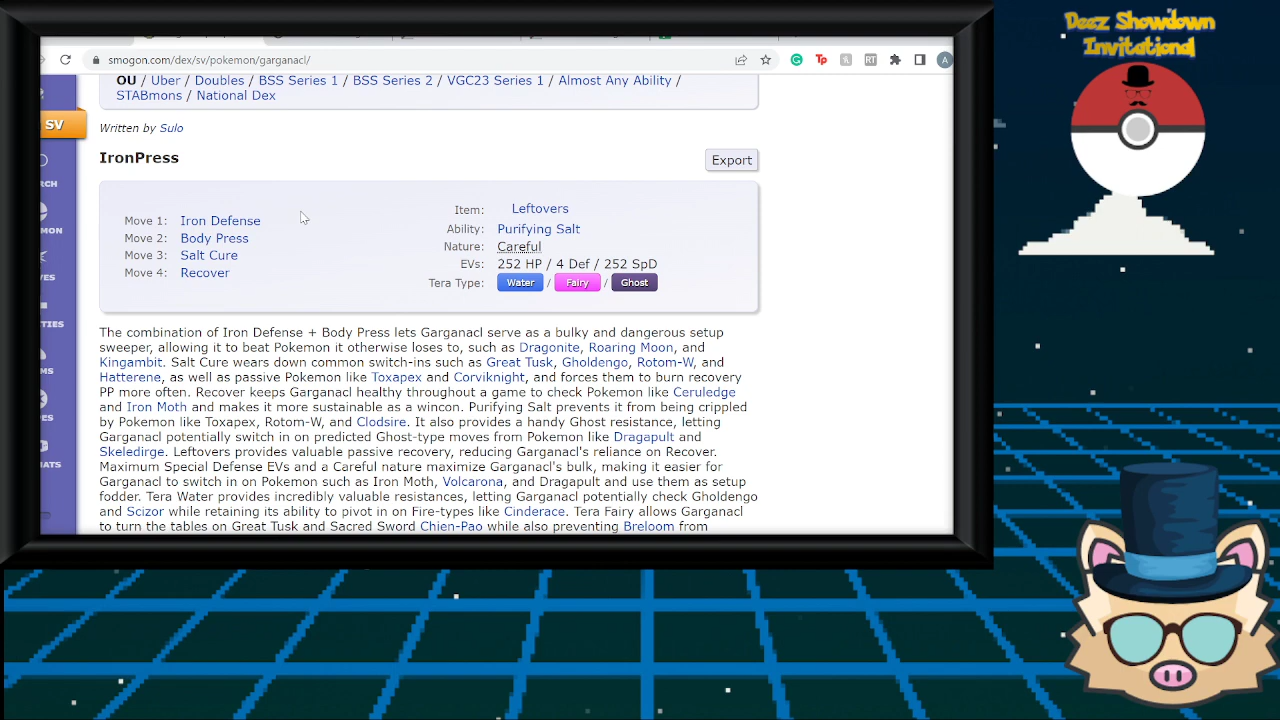 Deez Showdown
Invitational
smogon.com/dex/sv/pokemon/garganacl/
OU / Uber / Doubles / BSS Series 1 / BSS Series 2 / VGC23 Series 1 / Almost Any Ability /
STABmons / National Dex
SV
Written by Sulo
IronPress
Export
Move 1: Iron Defense
Move 2: Body Press
Move 3: Salt Cure
Move 4: Recover
Item: Leftovers
Ability: Purifying Salt
Nature: Careful
EVs: 252 HP / 4 Def / 252 SpD
Tera Type: Water / Fairy / Ghost
The combination of Iron Defense + Body Press lets Garganacl serve as a bulky and dangerous setup
sweeper, allowing it to beat Pokemon it otherwise loses to, such as Dragonite, Roaring Moon, and
Kingambit. Salt Cure wears down common switch-ins such as Great Tusk, Gholdengo, Rotom-W, and
Hatterene, as well as passive Pokemon like Toxapex and Corviknight, and forces them to burn recovery
PP more often. Recover keeps Garganacl healthy throughout a game to check Pokemon like Ceruledge
and Iron Moth and makes it more sustainable as a wincon. Purifying Salt prevents it from being crippled
by Pokemon like Toxapex, Rotom-W, and Clodsire. It also provides a handy Ghost resistance, letting
Garganacl potentially switch in on predicted Ghost-type moves from Pokemon like Dragapult and
Skeledirge. Leftovers provides valuable passive recovery, reducing Garganacl's reliance on Recover.
Maximum Special Defense EVs and a Careful nature maximize Garganacl's bulk, making it easier for
Garganacl to switch in on Pokemon such as Iron Moth, Volcarona, and Dragapult and use them as setup
fodder. Tera Water provides incredibly valuable resistances, letting Garganacl potentially check Gholdengo
and Scizor while retaining its ability to pivot in on Fire-types like Cinderace. Tera Fairy allows Garganacl
to turn the tables on Great Tusk and Sacred Sword Chien-Pao while also preventing Breloom from
RCH
MON
VES
ITIES
MS
PES
MATS